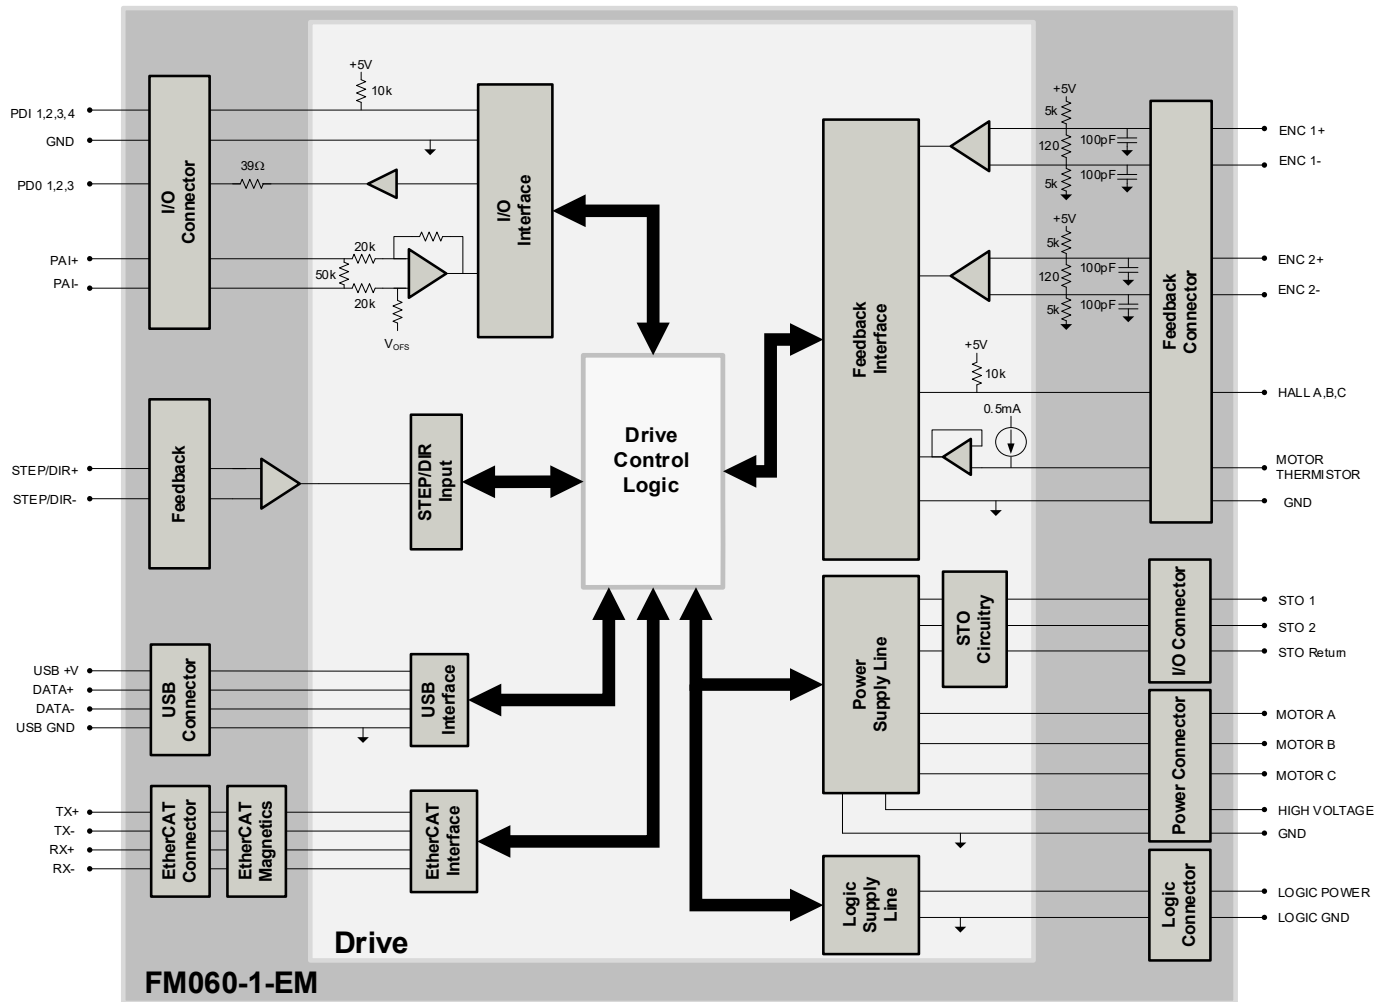 +5V
10k
PDI 1,2,3,4
GND
39Ω
PD0 1,2,3
PAI+
PAI-
20k
50k
20k
VOFS
I/O
Connector
I/O
Interface
STEP/DIR+
STEP/DIR-
Feedback
STEP/DIR
Input
Drive
Control
Logic
USB +V
DATA+
DATA-
USB GND
USB
Connector
USB
Interface
TX+
TX-
RX+
RX-
EtherCAT
Connector
EtherCAT
Magnetics
EtherCAT
Interface
Feedback
Interface
+5V
5k
120
5k
100pF
100pF
ENC 1+
ENC 1-
+5V
5k
120
5k
100pF
100pF
ENC 2+
ENC 2-
+5V
10k
HALL A,B,C
0.5mA
MOTOR
THERMISTOR
GND
Feedback
Connector
Power
Supply Line
STO
Circuitry
I/O Connector
STO 1
STO 2
STO Return
Power Connector
MOTOR A
MOTOR B
MOTOR C
HIGH VOLTAGE
GND
Logic
Supply
Line
Logic
Connector
LOGIC POWER
LOGIC GND
Drive
FM060-1-EM